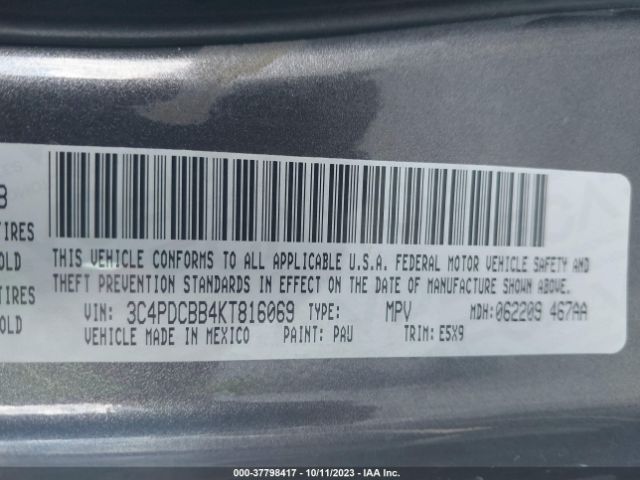 8
TIRES
OLD
TIRES
OLD
THIS VEHICLE CONFORMS TO ALL APPLICABLE U.S.A. FEDERAL MOTOR VEHICLE SAFETY AND
THEFT PREVENTION STANDARDS IN EFFECT ON THE DATE OF MANUFACTURE SHOWN ABOVE.
VIN: 3C4PDCBB4KT816069 TYPE: MPV MDH: 062209 467AA
VEHICLE MADE IN MEXICO PAINT: PAU TRIM: E5X9
000-37798417 - 10/11/2023 - IAA Inc.